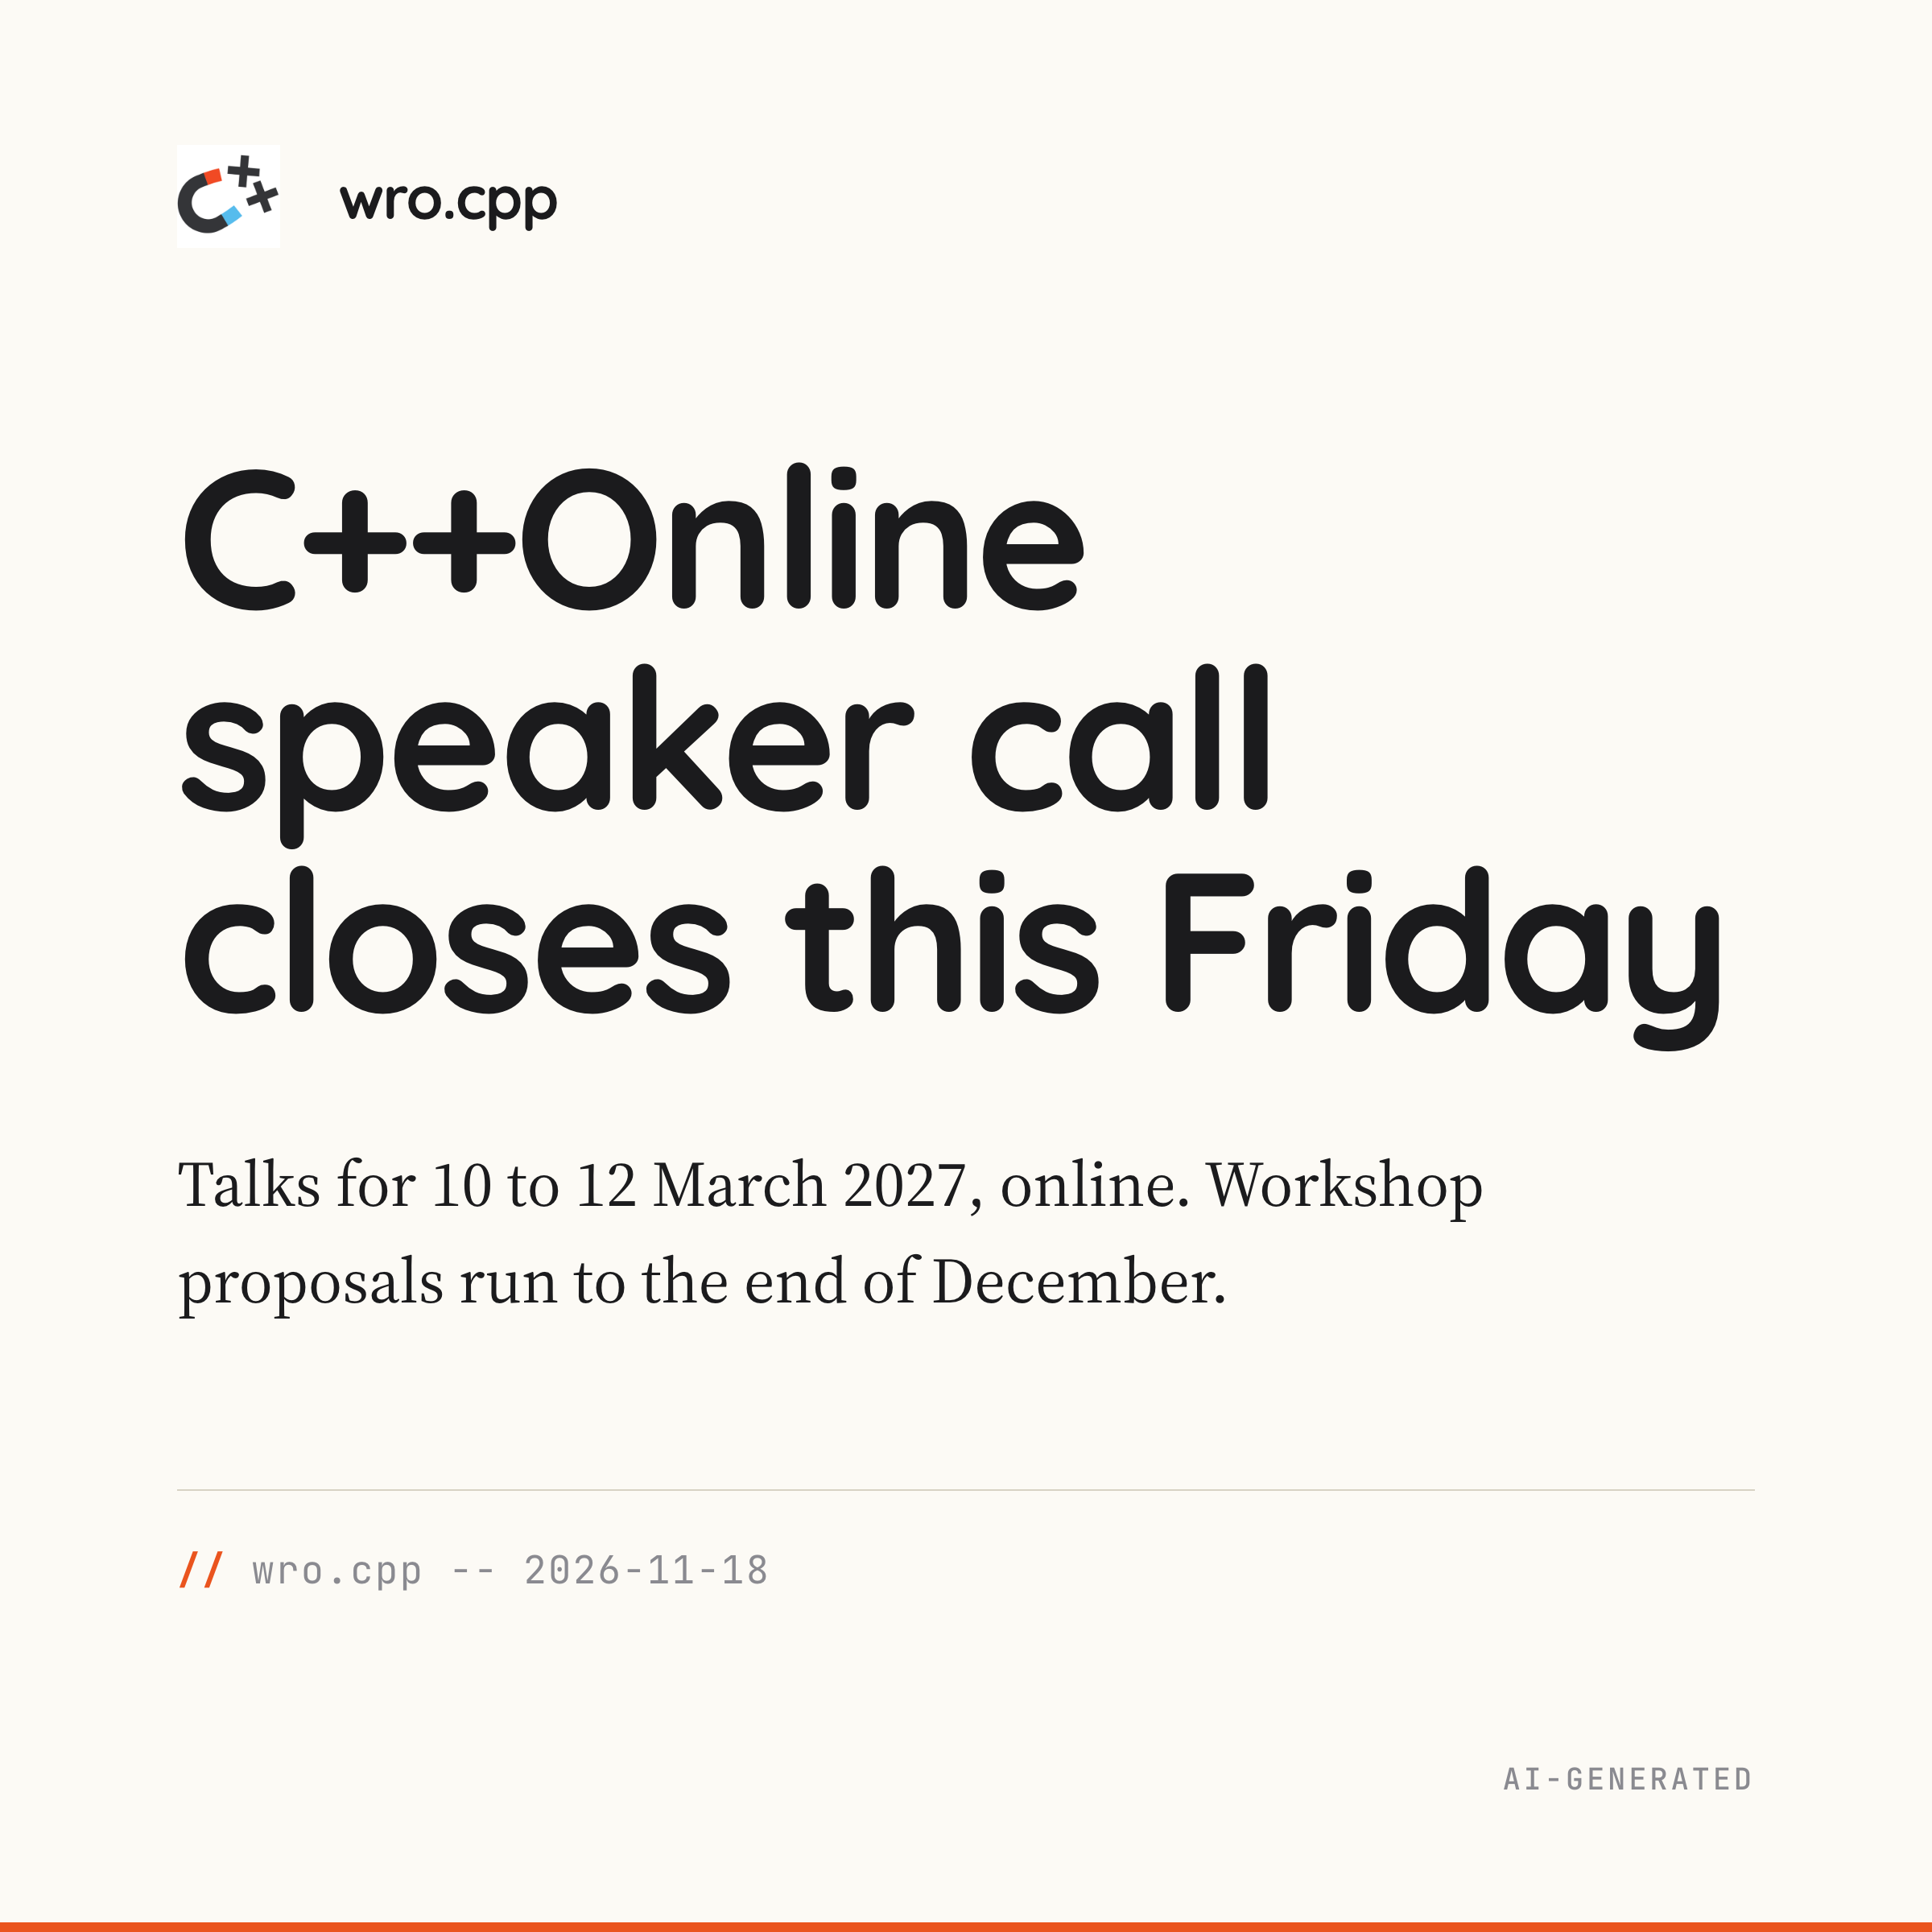 wro.cpp
C++Online
speaker call
closes this Friday
Talks for 10 to 12 March 2027, online. Workshop
proposals run to the end of December.
// wro.cpp -- 2026-11-18
AI-GENERATED